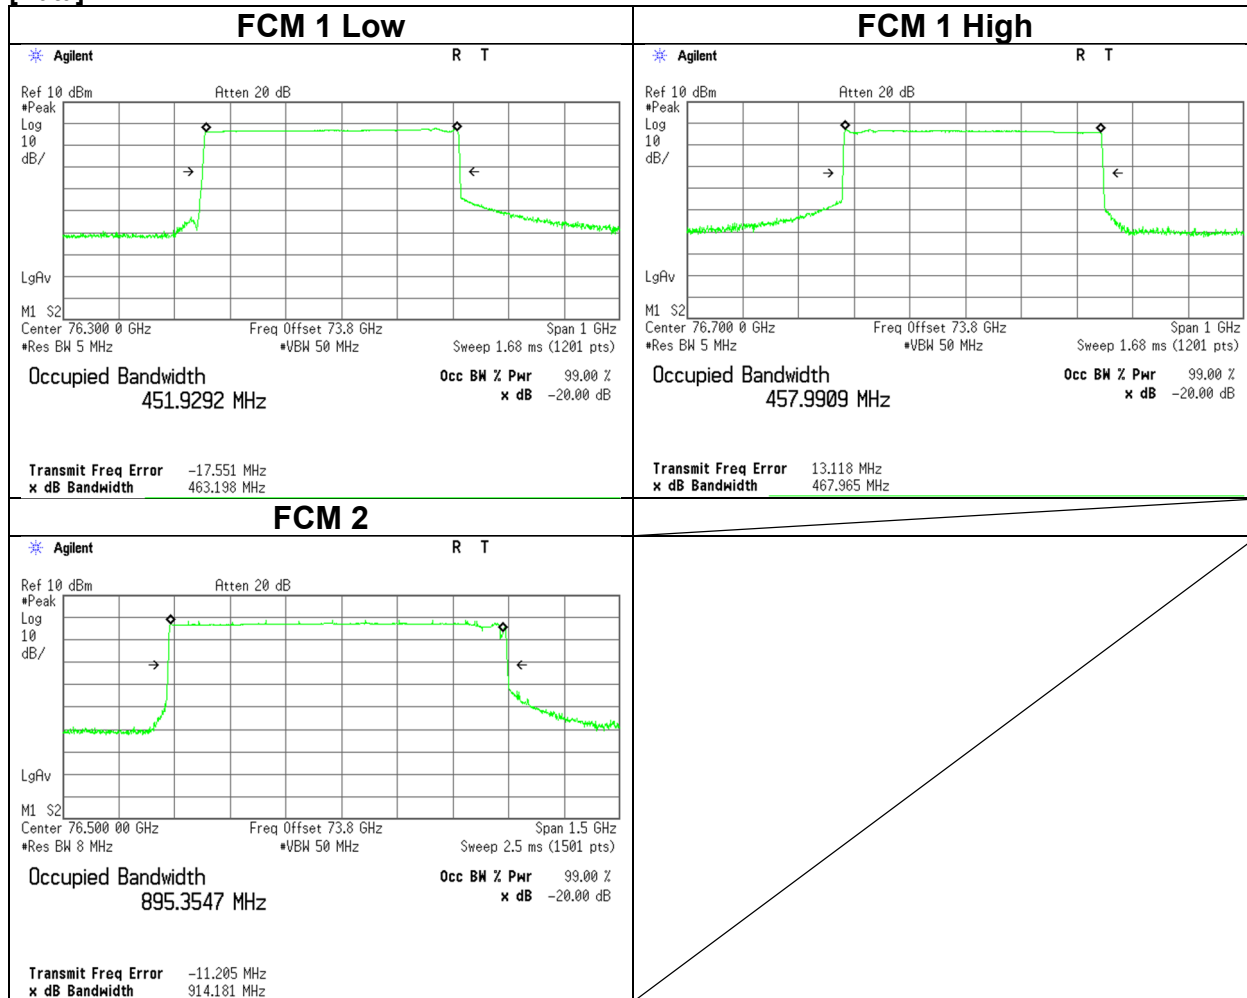 FCM 1 Low
Agilent
R T
Ref 10 dBm Atten 20 dB
#Peak
Log
10
dB/
LgAv
M1 S2
Center 76.300 0 GHz Freq Offset 73.8 GHz Span 1 GHz
#Res BW 5 MHz #VBW 50 MHz Sweep 1.68 ms (1201 pts)
Occupied Bandwidth Occ BW % Pwr 99.00 %
451.9292 MHz x dB -20.00 dB
Transmit Freq Error -17.551 MHz
x dB Bandwidth 463.198 MHz
FCM 1 High
Agilent
R T
Ref 10 dBm Atten 20 dB
#Peak
Log
10
dB/
LgAv
M1 S2
Center 76.700 0 GHz Freq Offset 73.8 GHz Span 1 GHz
#Res BW 5 MHz #VBW 50 MHz Sweep 1.68 ms (1201 pts)
Occupied Bandwidth Occ BW % Pwr 99.00 %
457.9909 MHz x dB -20.00 dB
Transmit Freq Error 13.118 MHz
x dB Bandwidth 467.965 MHz
FCM 2
Agilent
R T
Ref 10 dBm Atten 20 dB
#Peak
Log
10
dB/
LgAv
M1 S2
Center 76.500 00 GHz Freq Offset 73.8 GHz Span 1.5 GHz
#Res BW 8 MHz #VBW 50 MHz Sweep 2.5 ms (1501 pts)
Occupied Bandwidth Occ BW % Pwr 99.00 %
895.3547 MHz x dB -20.00 dB
Transmit Freq Error -11.205 MHz
x dB Bandwidth 914.181 MHz